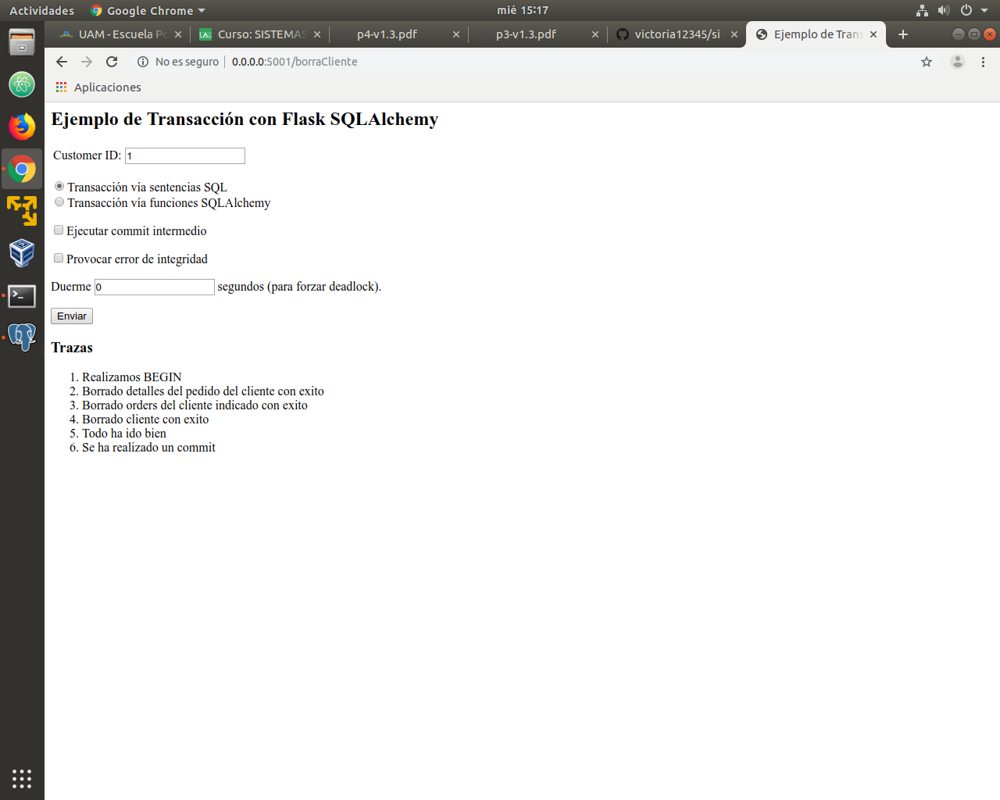 Actividades Google Chrome mié 15:17
UAM - Escuela Po Curso: SISTEMAS p4-v1.3.pdf p3-v1.3.pdf victoria12345/si Ejemplo de Trans
No es seguro 0.0.0.0:5001/borraCliente
Aplicaciones
Ejemplo de Transacción con Flask SQLAlchemy
Customer ID: 1
Transacción vía sentencias SQL
Transacción vía funciones SQLAlchemy
Ejecutar commit intermedio
Provocar error de integridad
Duerme 0 segundos (para forzar deadlock).
Enviar
Trazas
1. Realizamos BEGIN
2. Borrado detalles del pedido del cliente con exito
3. Borrado orders del cliente indicado con exito
4. Borrado cliente con exito
5. Todo ha ido bien
6. Se ha realizado un commit